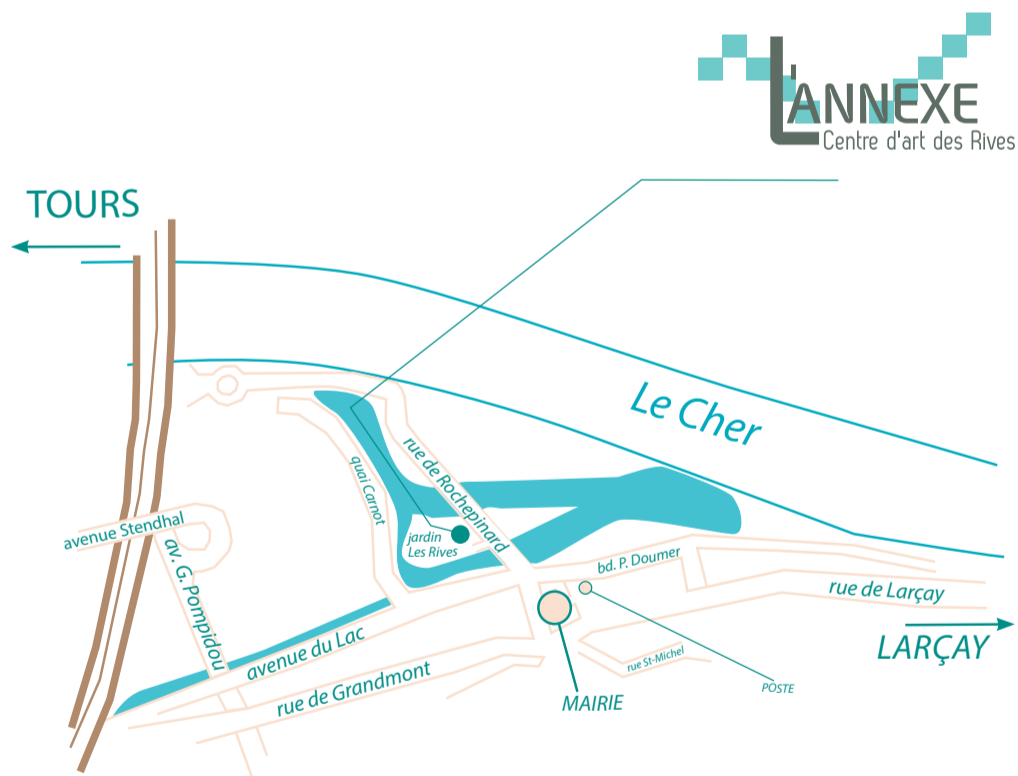 L'ANNEXE
Centre d'art des Rives
TOURS
Le Cher
rue de Rochepinard
quai Carnot
avenue Stendhal
jardin
Les Rives
av. G. Pompidou
bd. P. Doumer
rue de Larçay
LARÇAY
avenue du Lac
rue St-Michel
rue de Grandmont
POSTE
MAIRIE